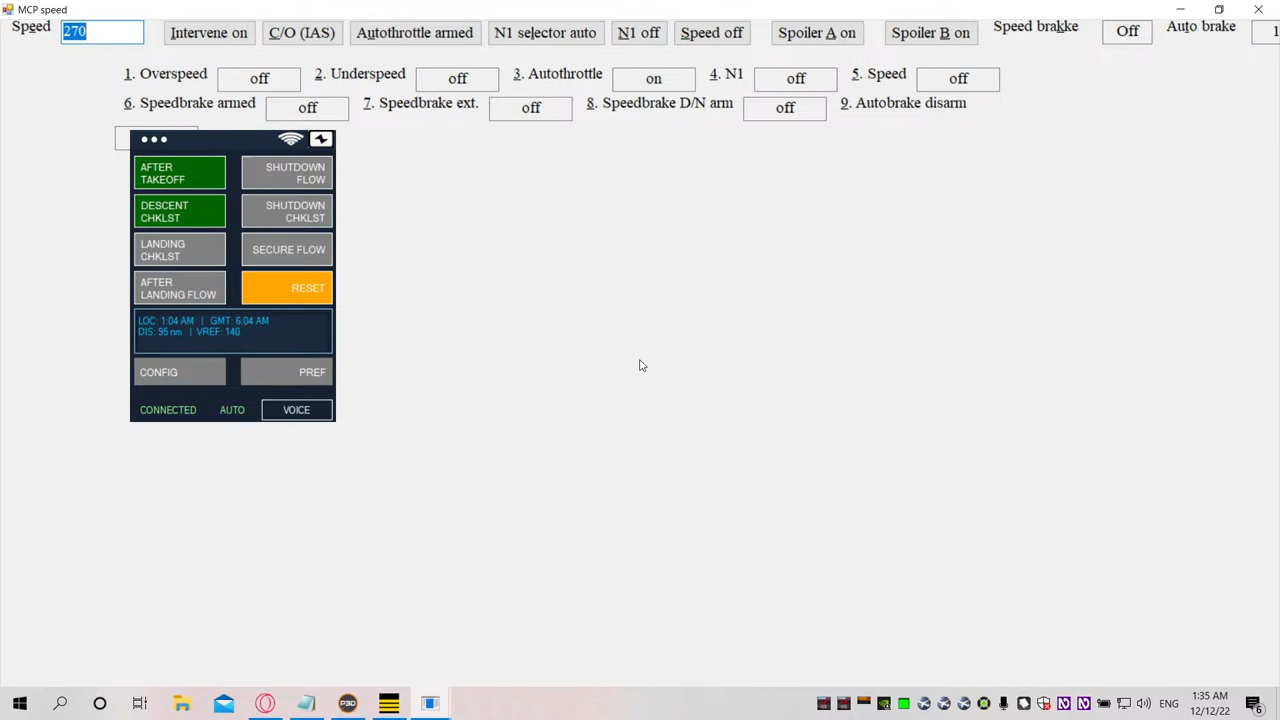 MCP speed
Speed 270 Intervene on C/O (IAS) Autothrottle armed N1 selector auto N1 off Speed off Spoiler A on Spoiler B on Speed brakke Off Auto brake 1
1. Overspeed off 2. Underspeed off 3. Autothrottle on 4. N1 off 5. Speed off
6. Speedbrake armed off 7. Speedbrake ext. off 8. Speedbrake D/N arm off 9. Autobrake disarm
AFTER TAKEOFF SHUTDOWN FLOW
DESCENT CHKLST SHUTDOWN CHKLST
LANDING CHKLST SECURE FLOW
AFTER LANDING FLOW RESET
LOC: 1:04 AM | GMT: 6:04 AM
DIS: 95 nm | VREF: 140
CONFIG PREF
CONNECTED AUTO VOICE
P3D ENG 1:35 AM
12/12/22 6